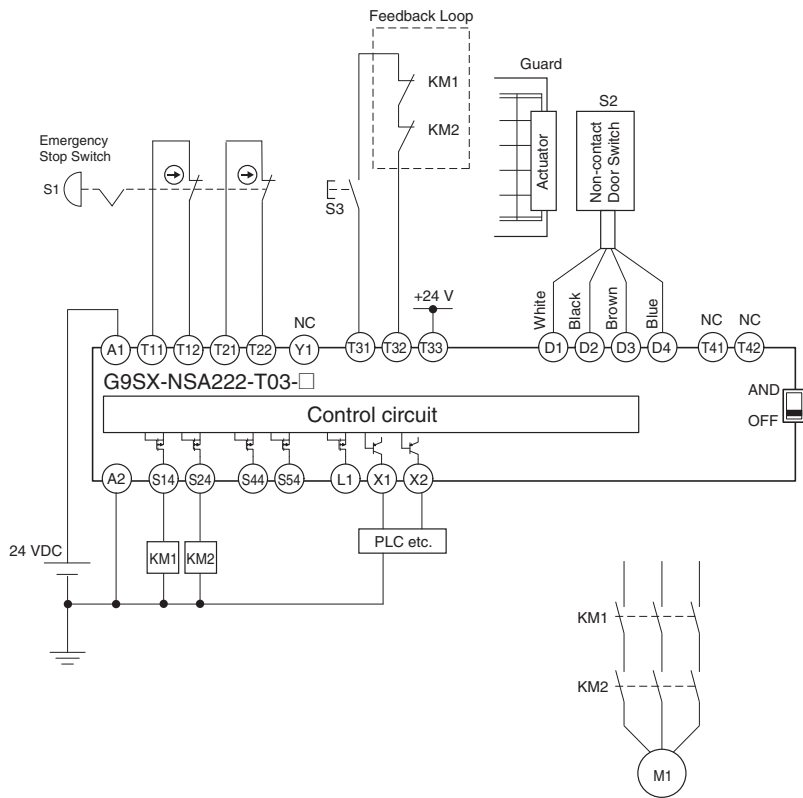 Feedback Loop
Guard
KM1
S2
KM2
Emergency
Stop Switch
Actuator
Non-contact
Door Switch
S1
S3
+24 V
White
Black
Brown
Blue
NC
NC
NC
A1
T11
T12
T21
T22
Y1
T31
T32
T33
D1
D2
D3
D4
T41
T42
G9SX-NSA222-T03-□
AND
Control circuit
OFF
A2
S14
S24
S44
S54
L1
X1
X2
24 VDC
KM1
KM2
PLC etc.
KM1
KM2
M1